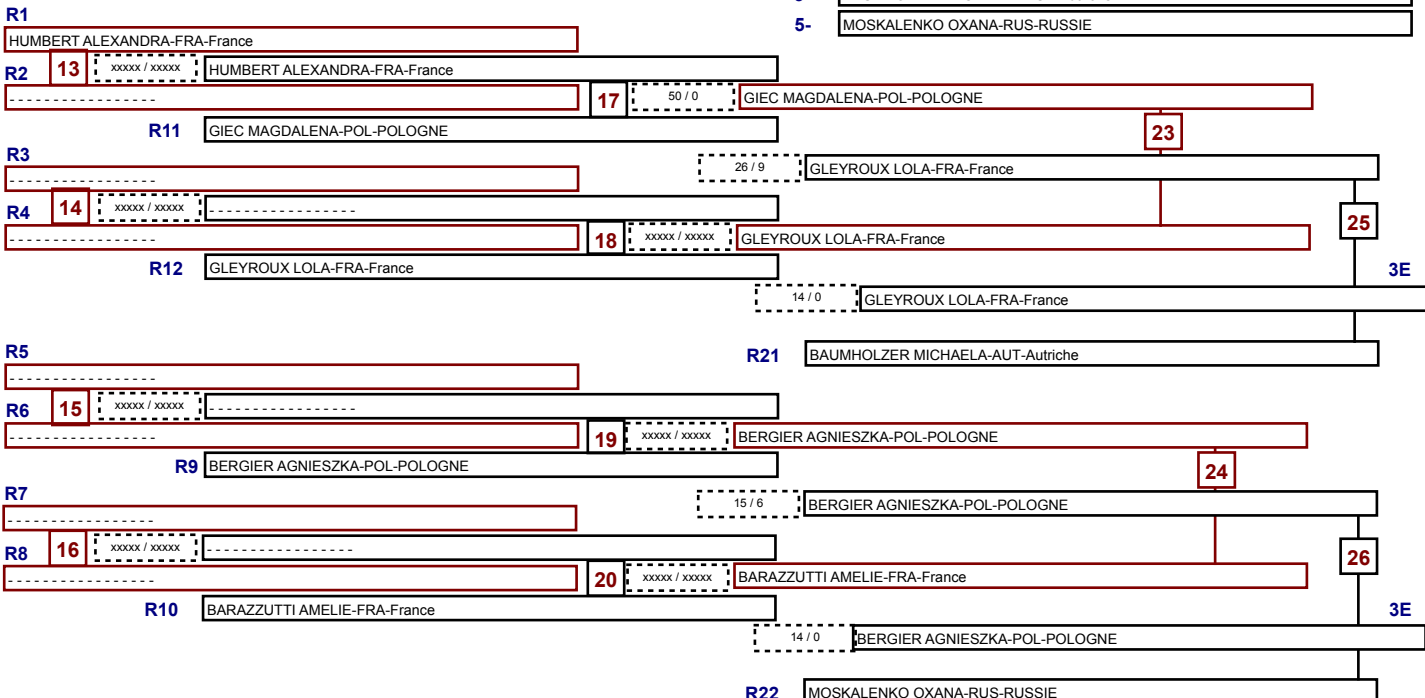 R1
5- MOSKALENKO OXANA-RUS-RUSSIE
HUMBERT ALEXANDRA-FRA-France
R2 13 xxxxx / xxxxx HUMBERT ALEXANDRA-FRA-France
- - - - - - - - - - - - - - - - - 17 50 / 0 GIEC MAGDALENA-POL-POLOGNE
R11 GIEC MAGDALENA-POL-POLOGNE 23
R3
26 / 9 GLEYROUX LOLA-FRA-France
- - - - - - - - - - - - - - - - -
R4 14 xxxxx / xxxxx - - - - - - - - - - - - - - - - - 25
- - - - - - - - - - - - - - - - - 18 xxxxx / xxxxx GLEYROUX LOLA-FRA-France
R12 GLEYROUX LOLA-FRA-France 3E
14 / 0 GLEYROUX LOLA-FRA-France
R5 R21 BAUMHOLZER MICHAELA-AUT-Autriche
- - - - - - - - - - - - - - - - -
R6 15 xxxxx / xxxxx - - - - - - - - - - - - - - - - -
- - - - - - - - - - - - - - - - - 19 xxxxx / xxxxx BERGIER AGNIESZKA-POL-POLOGNE
R9 BERGIER AGNIESZKA-POL-POLOGNE 24
R7
15 / 6 BERGIER AGNIESZKA-POL-POLOGNE
- - - - - - - - - - - - - - - - -
R8 16 xxxxx / xxxxx - - - - - - - - - - - - - - - - - 26
- - - - - - - - - - - - - - - - - 20 xxxxx / xxxxx BARAZZUTTI AMELIE-FRA-France
R10 BARAZZUTTI AMELIE-FRA-France 3E
14 / 0 BERGIER AGNIESZKA-POL-POLOGNE
R22 MOSKALENKO OXANA-RUS-RUSSIE